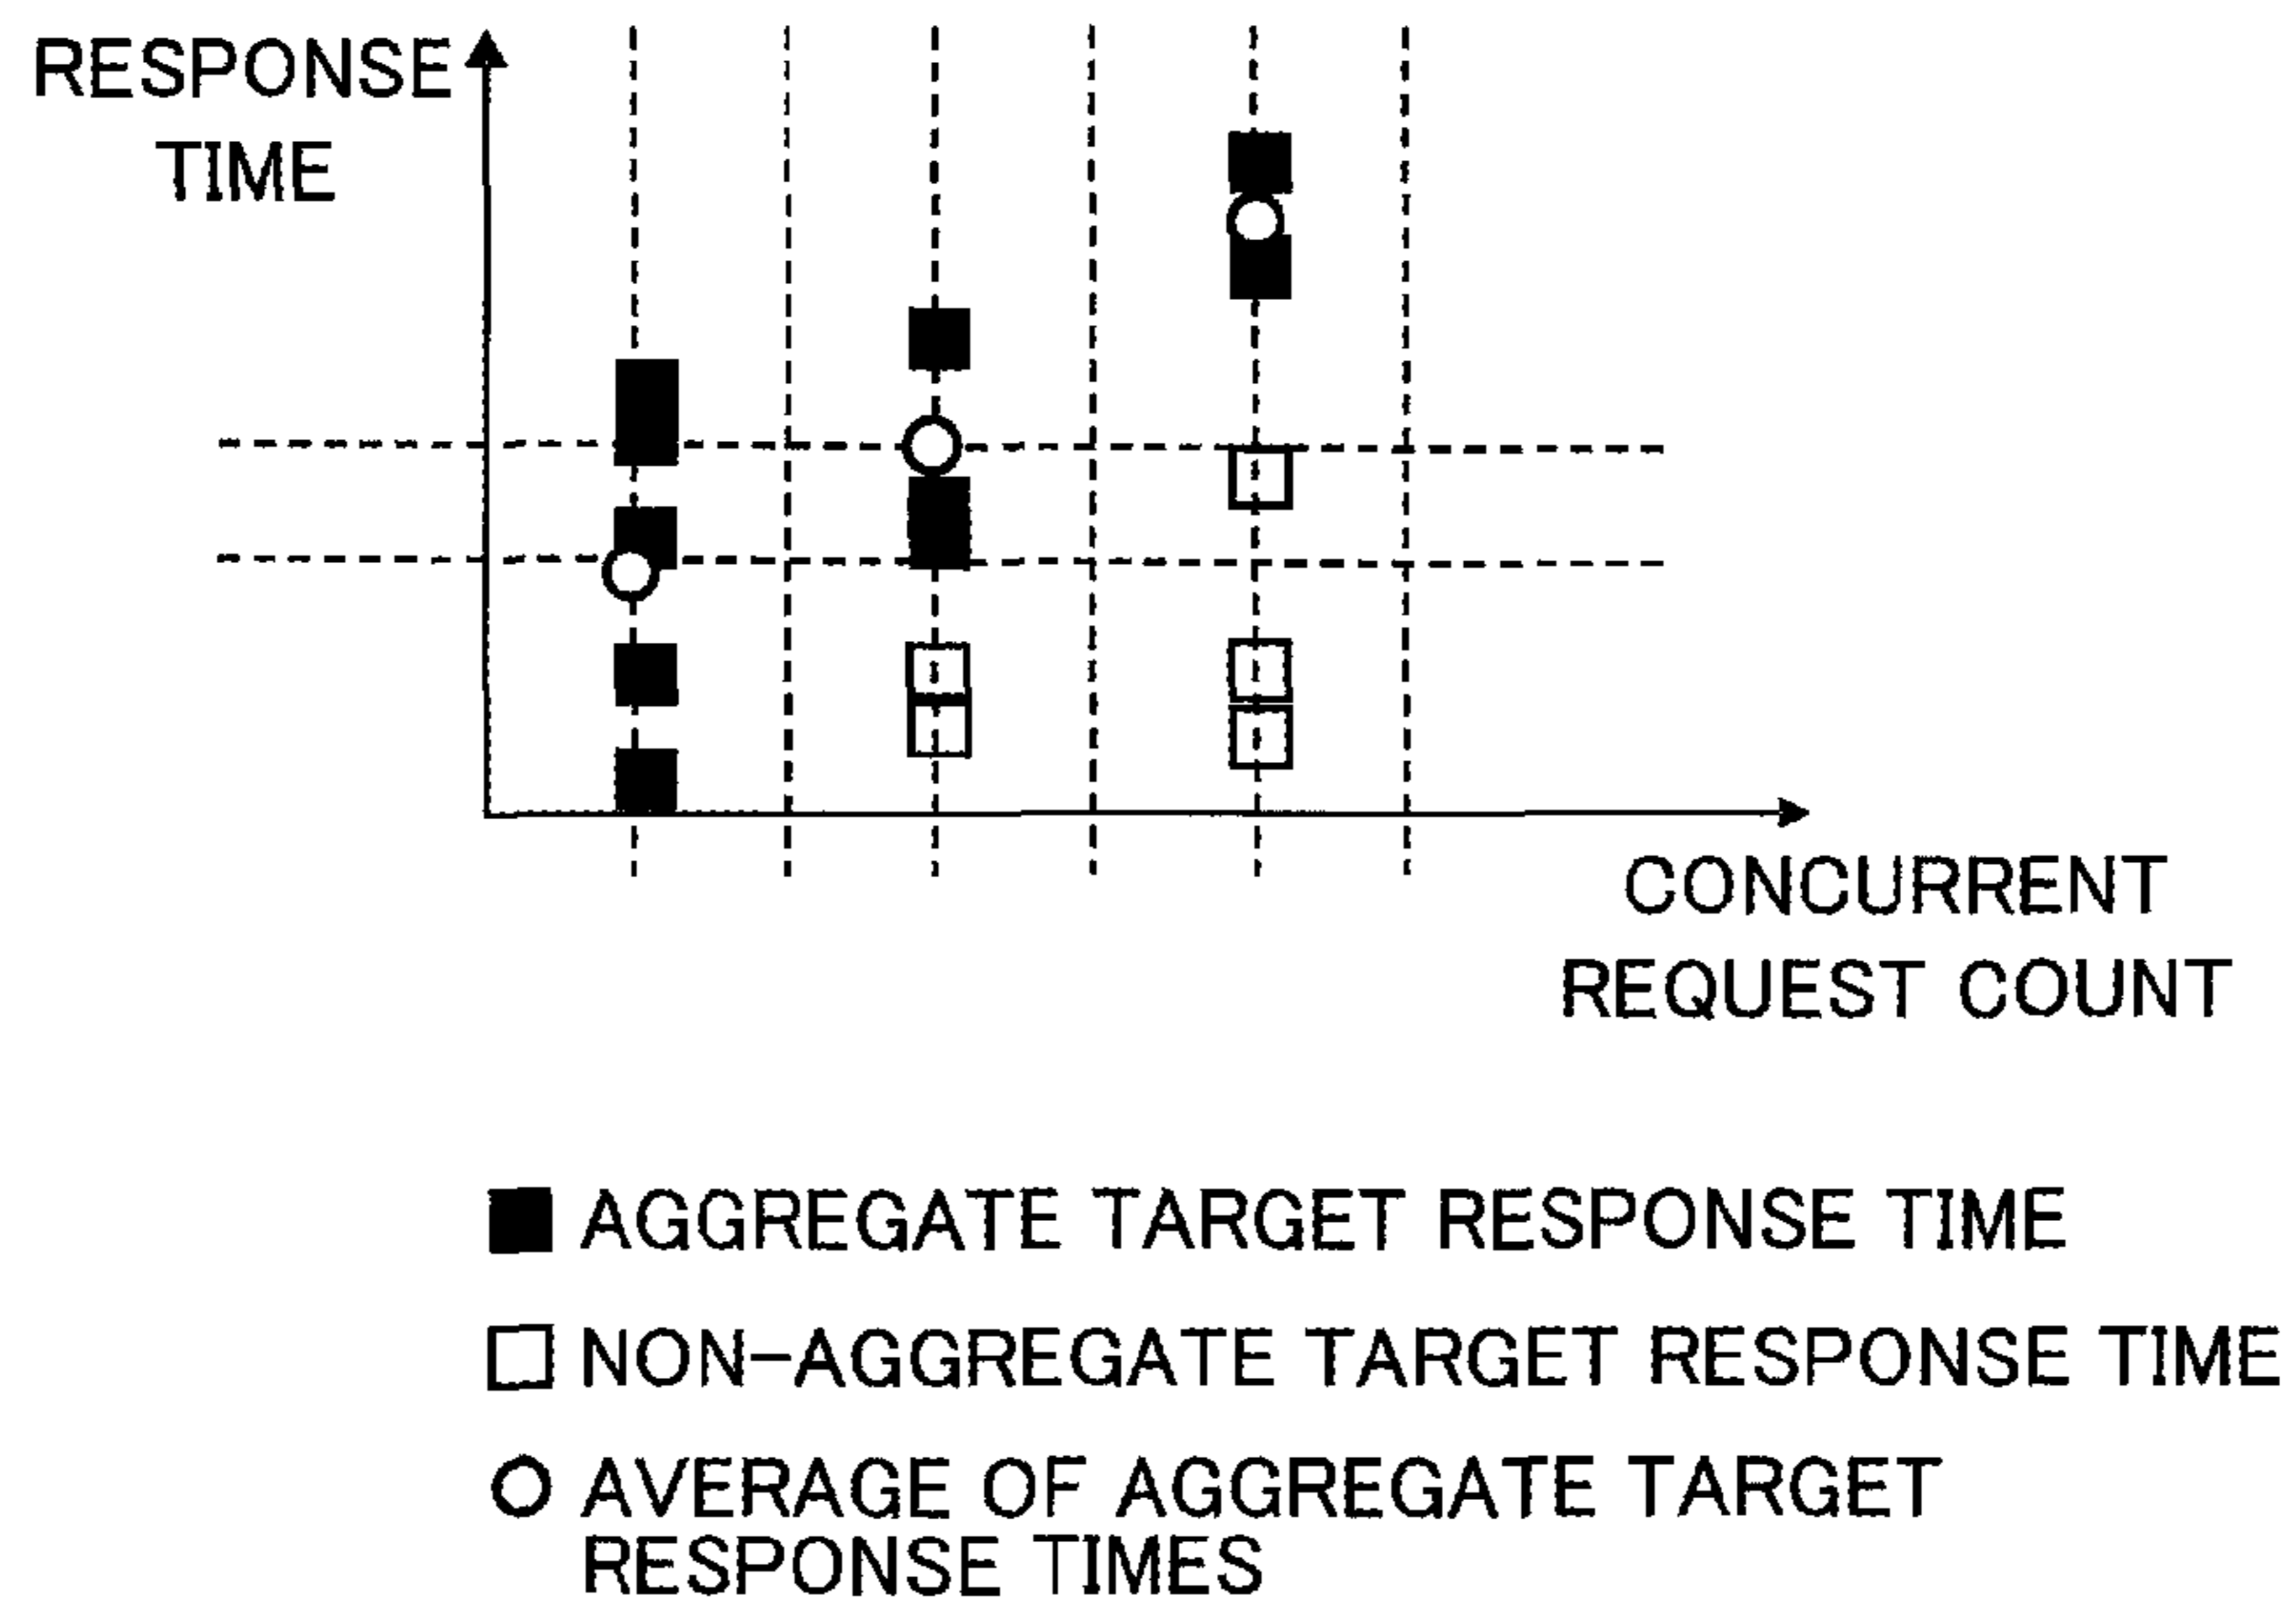 RESPONSE
TIME
CONCURRENT
REQUEST COUNT
AGGREGATE TARGET RESPONSE TIME
NON-AGGREGATE TARGET RESPONSE TIME
AVERAGE OF AGGREGATE TARGET
RESPONSE TIMES